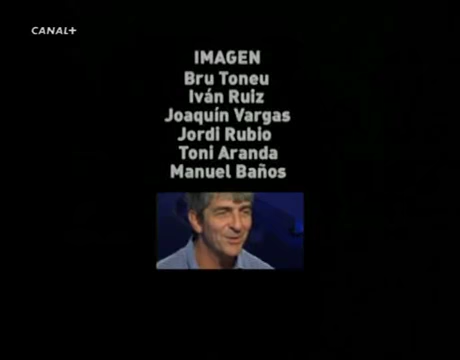 CANAL+
IMAGEN
Bru Toneu
Iván Ruiz
Joaquín Vargas
Jordi Rubio
Toni Aranda
Manuel Baños